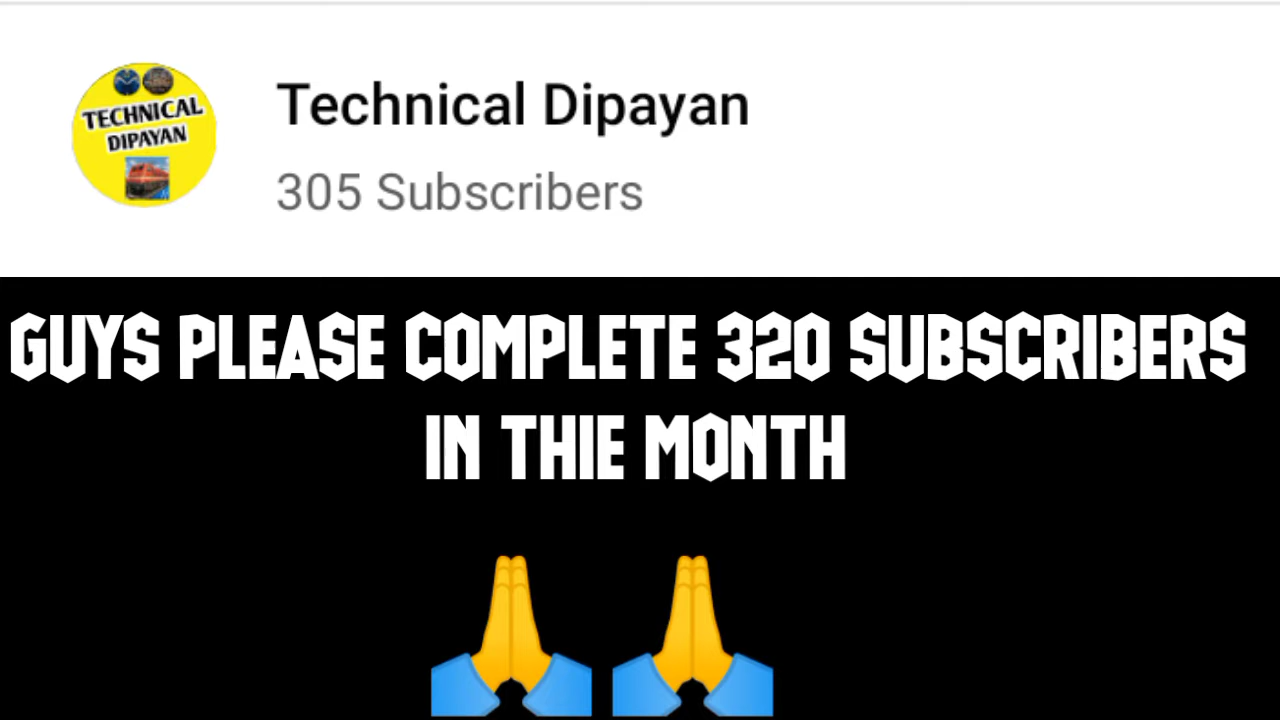 TECHNICAL
DIPAYAN
Technical Dipayan
305 Subscribers
GUYS PLEASE COMPLETE 320 SUBSCRIBERS
IN THIE MONTH